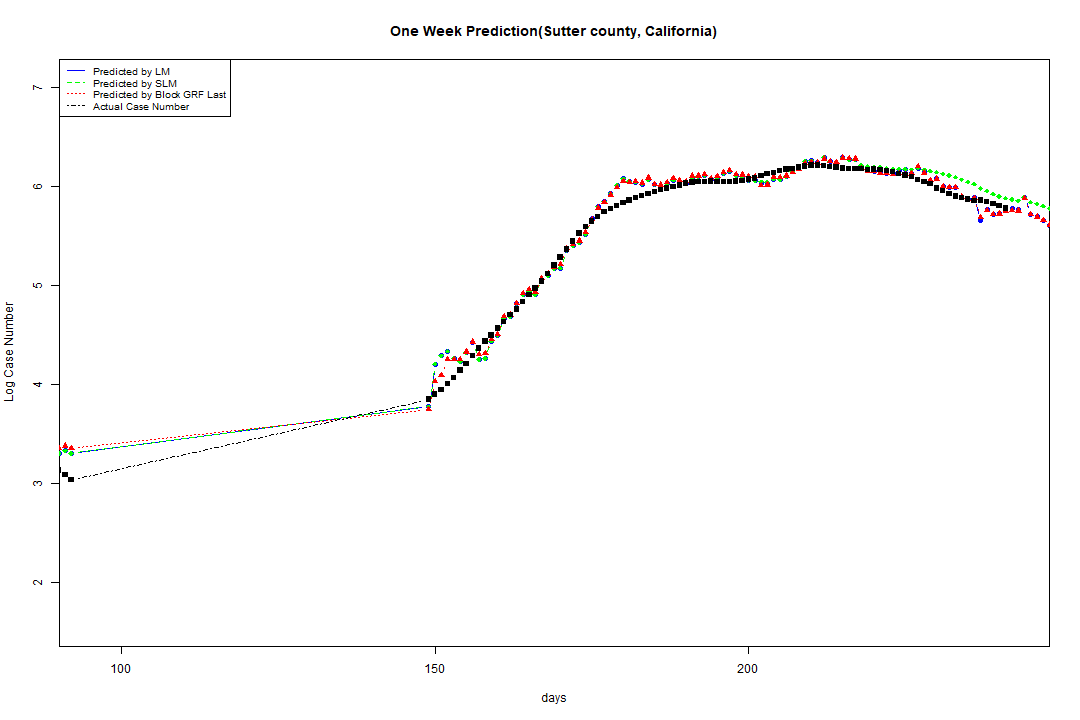 One Week Prediction(Sutter county, California)
Predicted by LM
Predicted by SLM
Predicted by Block GRF Last
Actual Case Number
7
6
5
4
3
2
Log Case Number
100 150 200
days